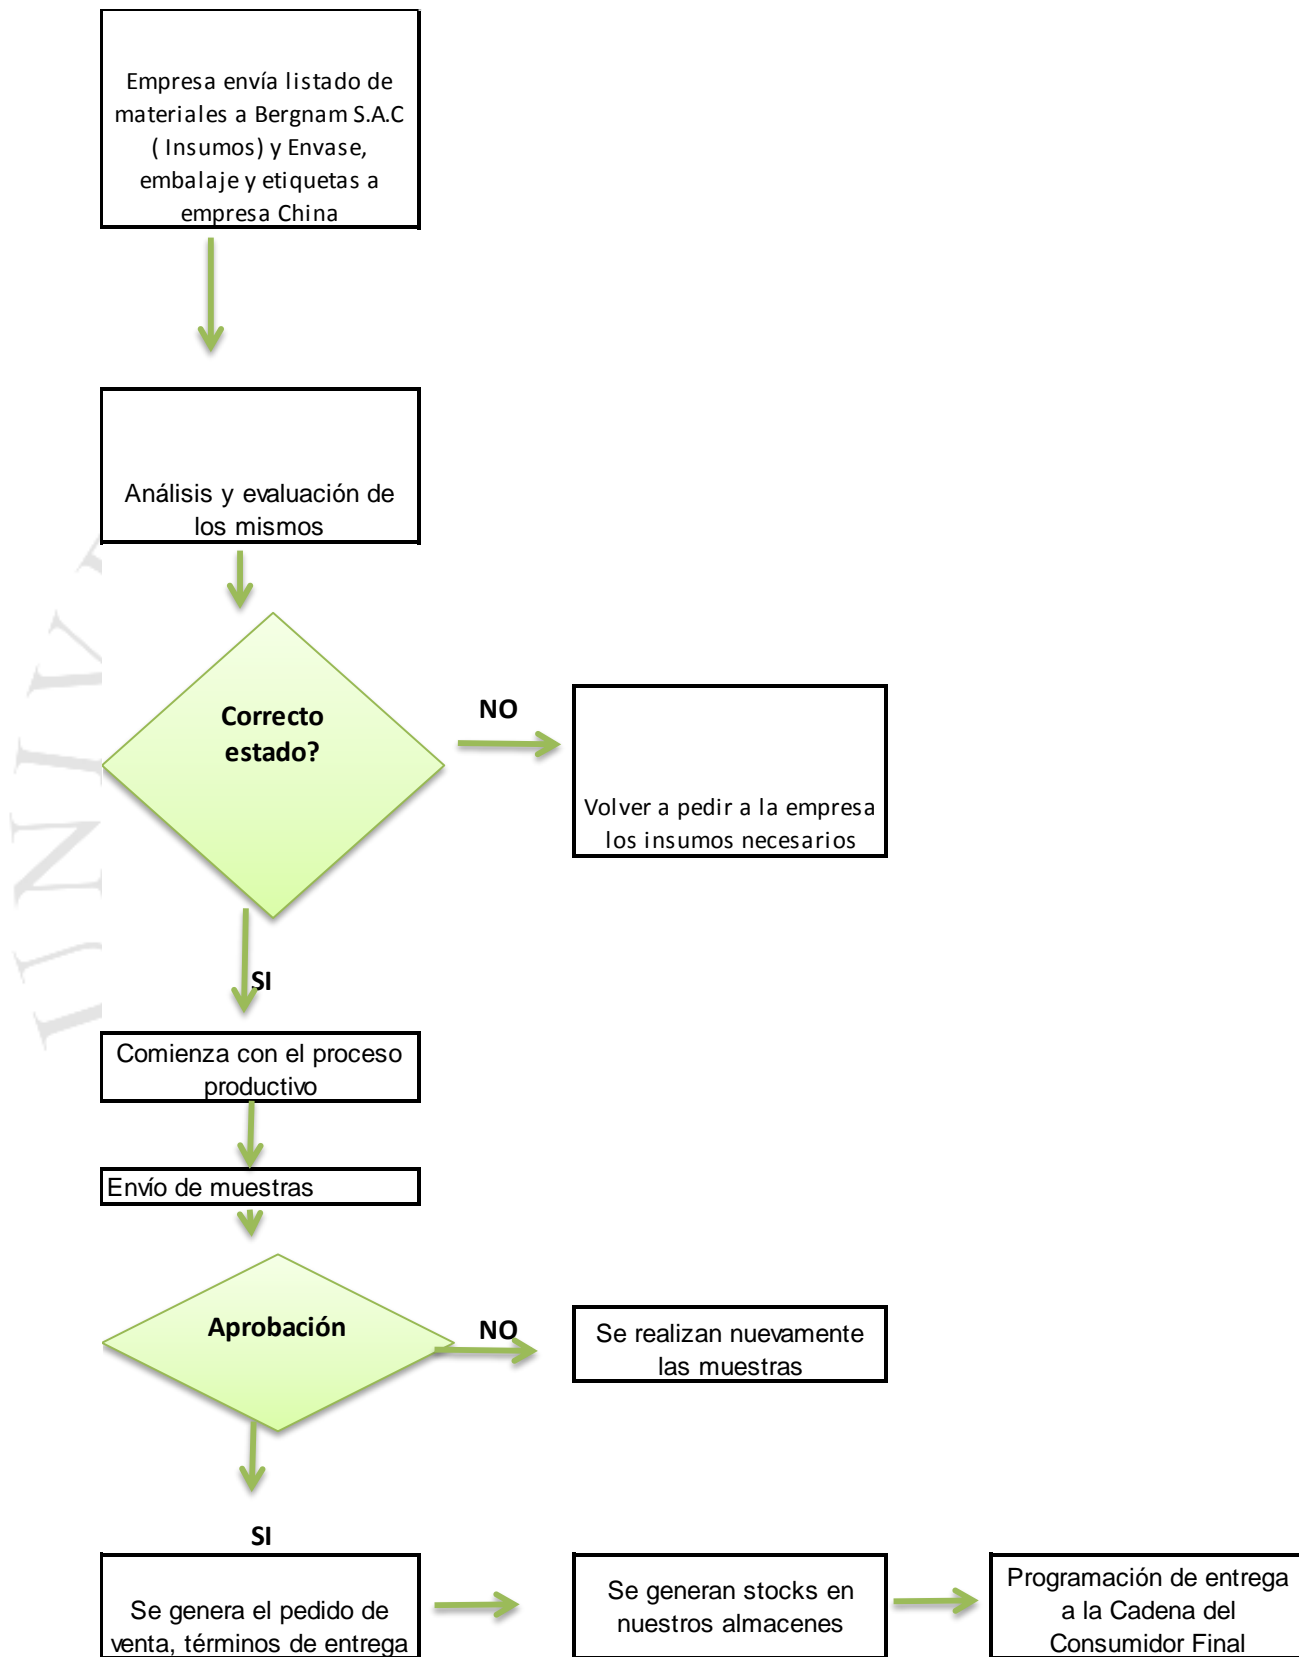 Empresa envía listado de
materiales a Bergnam S.A.C
( Insumos) y Envase,
embalaje y etiquetas a
empresa China
Análisis y evaluación de
los mismos
Correcto
estado?
NO
Volver a pedir a la empresa
los insumos necesarios
SI
Comienza con el proceso
productivo
Envío de muestras
Aprobación
NO
Se realizan nuevamente
las muestras
SI
Se genera el pedido de
venta, términos de entrega
Se generan stocks en
nuestros almacenes
Programación de entrega
a la Cadena del
Consumidor Final